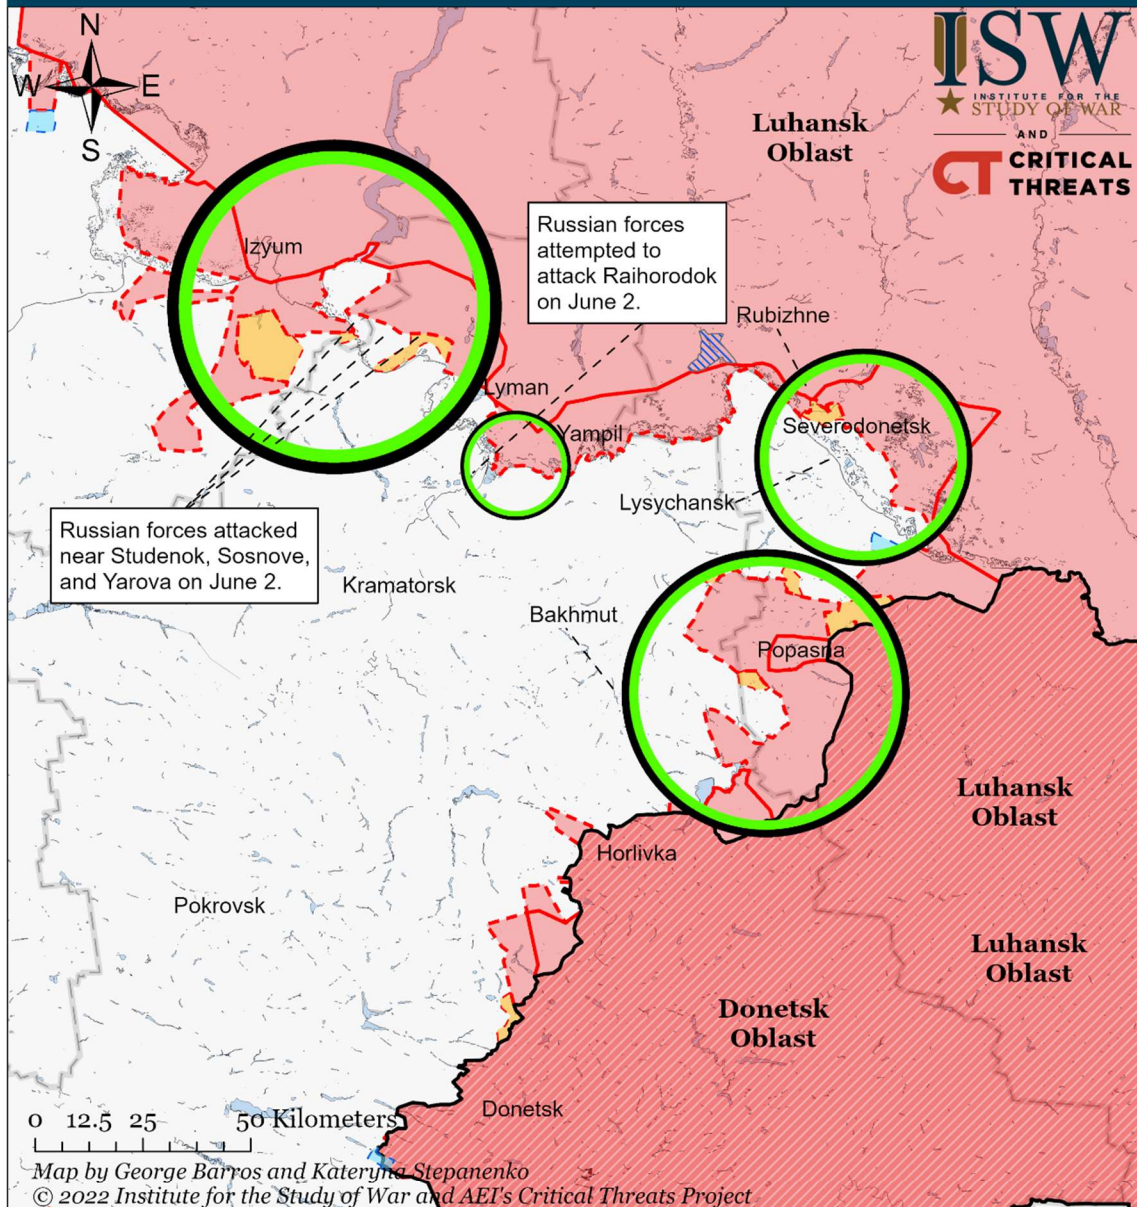 N
W
E
S
ISW
INSTITUTE FOR THE
STUDY OF WAR
AND
CT CRITICAL
THREATS
Luhansk
Oblast
Russian forces
attempted to
attack Raihorodok
on June 2.
Izyum
Rubizhne
Lyman
Yampil
Severodonetsk
Lysychansk
Russian forces attacked
near Studenok, Sosnove,
and Yarova on June 2.
Kramatorsk
Bakhmut
Popasna
Luhansk
Oblast
Horlivka
Pokrovsk
Luhansk
Oblast
Donetsk
Oblast
Donetsk
0 12.5 25 50 Kilometers
Map by George Barros and Kateryna Stepanenko
© 2022 Institute for the Study of War and AEI's Critical Threats Project